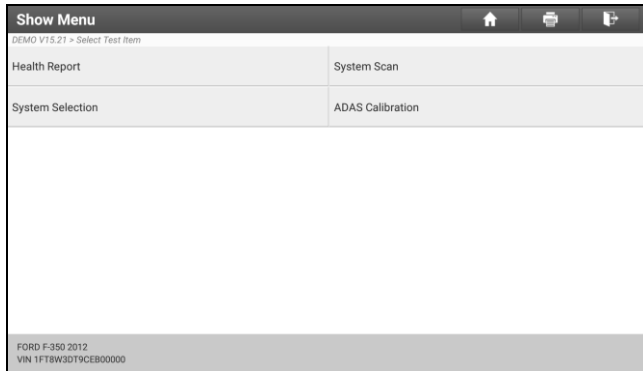 Show Menu
DEMO V15.21 > Select Test Item
Health Report
System Scan
System Selection
ADAS Calibration
FORD F-350 2012
VIN 1FT8W3DT9CEB00000